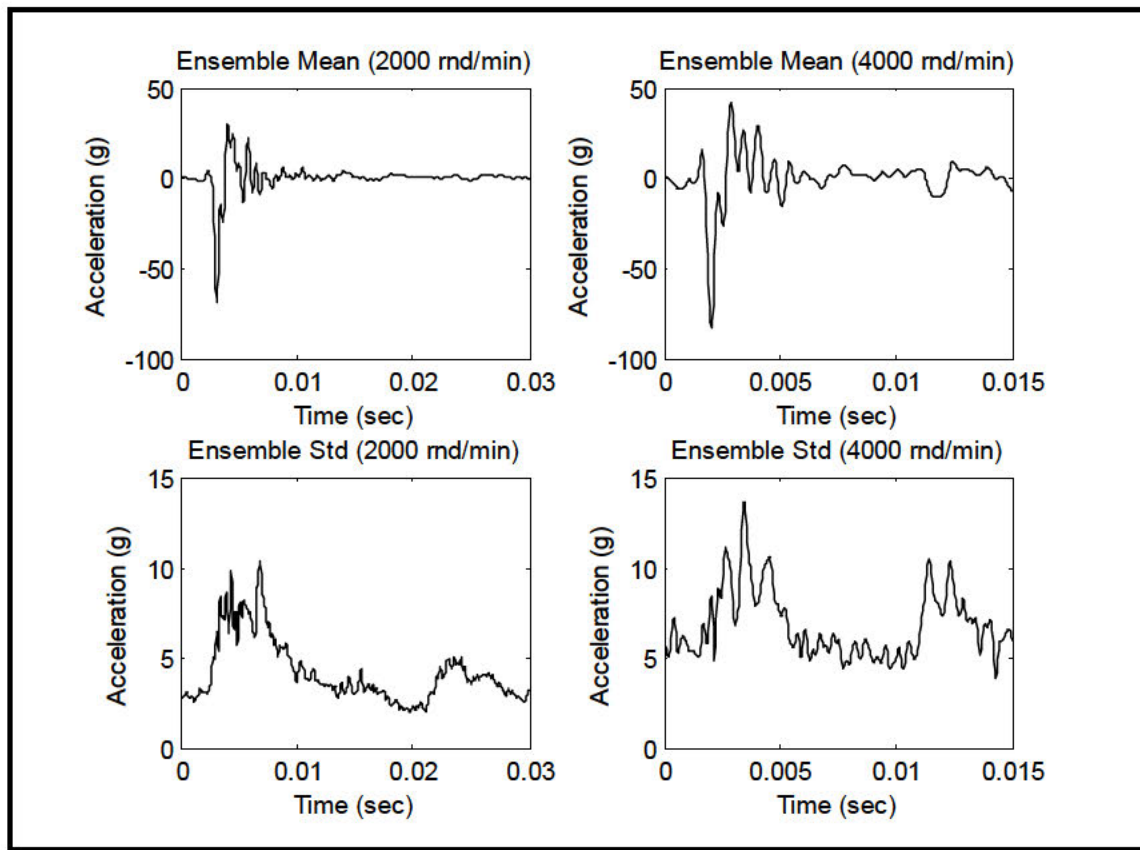 Ensemble Mean (2000 rnd/min)
50
0
-50
-100
Acceleration (g)
0 0.01 0.02 0.03
Time (sec)
Ensemble Mean (4000 rnd/min)
50
0
-50
-100
Acceleration (g)
0 0.005 0.01 0.015
Time (sec)
Ensemble Std (2000 rnd/min)
15
10
5
0
Acceleration (g)
0 0.01 0.02 0.03
Time (sec)
Ensemble Std (4000 rnd/min)
15
10
5
0
Acceleration (g)
0 0.005 0.01 0.015
Time (sec)